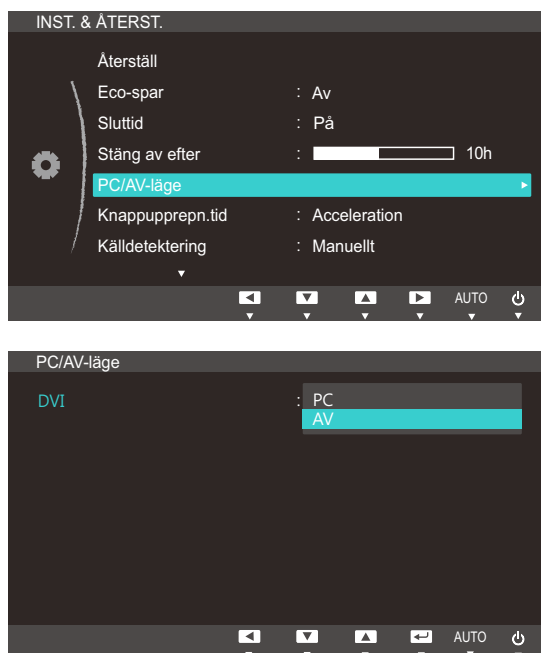 INST. & ÅTERST.
Återställ
Eco-spar : Av
Sluttid : På
Stäng av efter : 10h
PC/AV-läge
Knappupprepn.tid : Acceleration
Källdetektering : Manuellt
AUTO
PC/AV-läge
DVI : PC
AV
AUTO